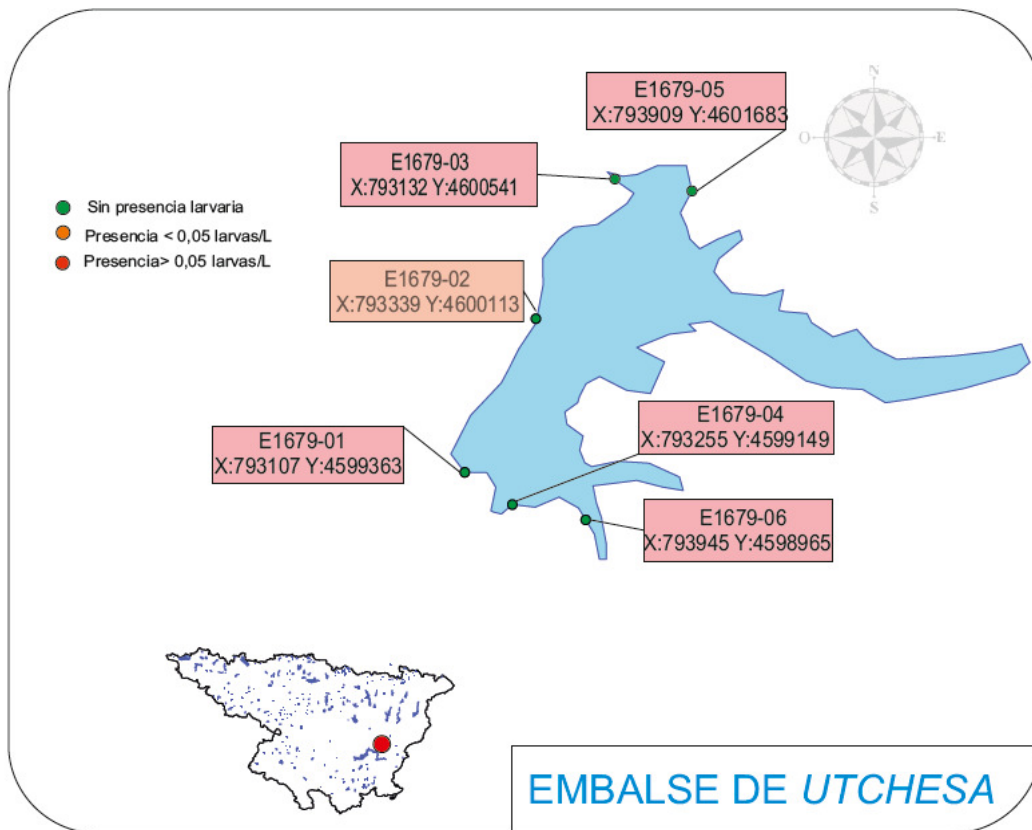 E1679-05
X:793909 Y:4601683
N
O
E
S
E1679-03
X:793132 Y:4600541
Sin presencia larvaria
Presencia < 0,05 larvas/L
Presencia> 0,05 larvas/L
E1679-02
X:793339 Y:4600113
E1679-04
X:793255 Y:4599149
E1679-01
X:793107 Y:4599363
E1679-06
X:793945 Y:4598965
EMBALSE DE UTCHESA